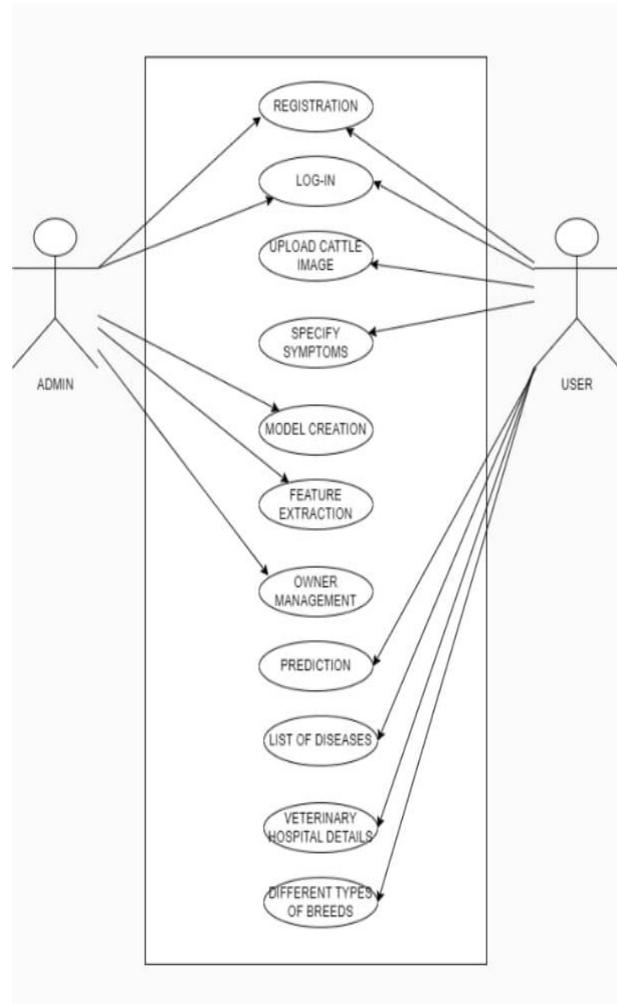 REGISTRATION
LOG-IN
UPLOAD CATTLE
IMAGE
SPECIFY
SYMPTOMS
ADMIN
USER
MODEL CREATION
FEATURE
EXTRACTION
OWNER
MANAGEMENT
PREDICTION
LIST OF DISEASES
VETERINARY
HOSPITAL DETAILS
DIFFERENT TYPES
OF BREEDS